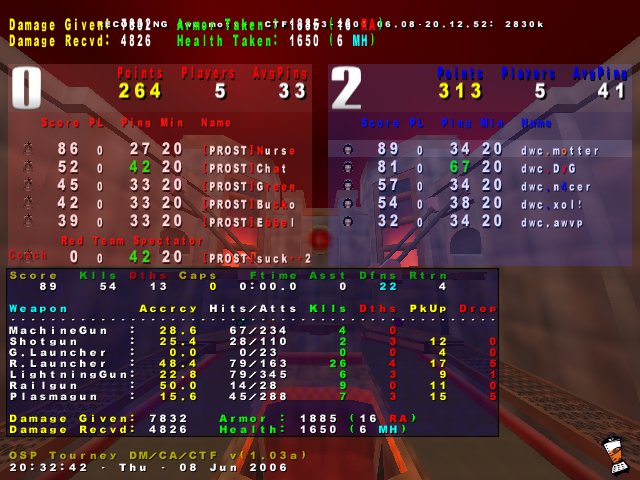 Damage Given: 7832 Armor Taken: 1885 (16 RA)
Damage Recvd: 4826 Health Taken: 1650 (6 MH)
0 Points Players AvgPing
264 5 33
Score PL Ping Min Name
86 0 27 20 [PROST]Nurse
52 0 42 20 [PROST]Chat
45 0 33 20 [PROST]Green
42 0 33 20 [PROST]Bucko
39 0 33 20 [PROST]Ebbel
Red Team Spectator
Coach 0 0 42 20 [PROST]suck--2
2 Points Players AvgPing
313 5 41
Score PL Ping Min Name
89 0 34 20 dwc.motter
81 0 67 20 dwc.DyG
57 0 34 20 dwc.n4cer
54 0 38 20 dwc.xol!
32 0 34 20 dwc.awvp
Score Klls Dths Caps Ftime Asst Dfns Rtrn
89 54 13 0 0:00.0 0 22 4
Weapon Accrcy Hits/Atts Klls Dths PkUp Drop
MachineGun : 28.6 67/234 4 0
Shotgun : 25.4 28/110 2 3 12 0
G.Launcher : 0.0 0/23 0 0 4 0
R.Launcher : 48.4 79/163 26 4 17 5
LightningGun: 22.8 79/345 6 3 9 1
Railgun : 50.0 14/28 9 0 11 0
Plasmagun : 15.6 45/288 7 3 15 5
Damage Given: 7832 Armor : 1885 (16 RA)
Damage Recvd: 4826 Health: 1650 (6 MH)
OSP Tourney DM/CA/CTF v(1.03a)
20:32:42 - Thu - 08 Jun 2006